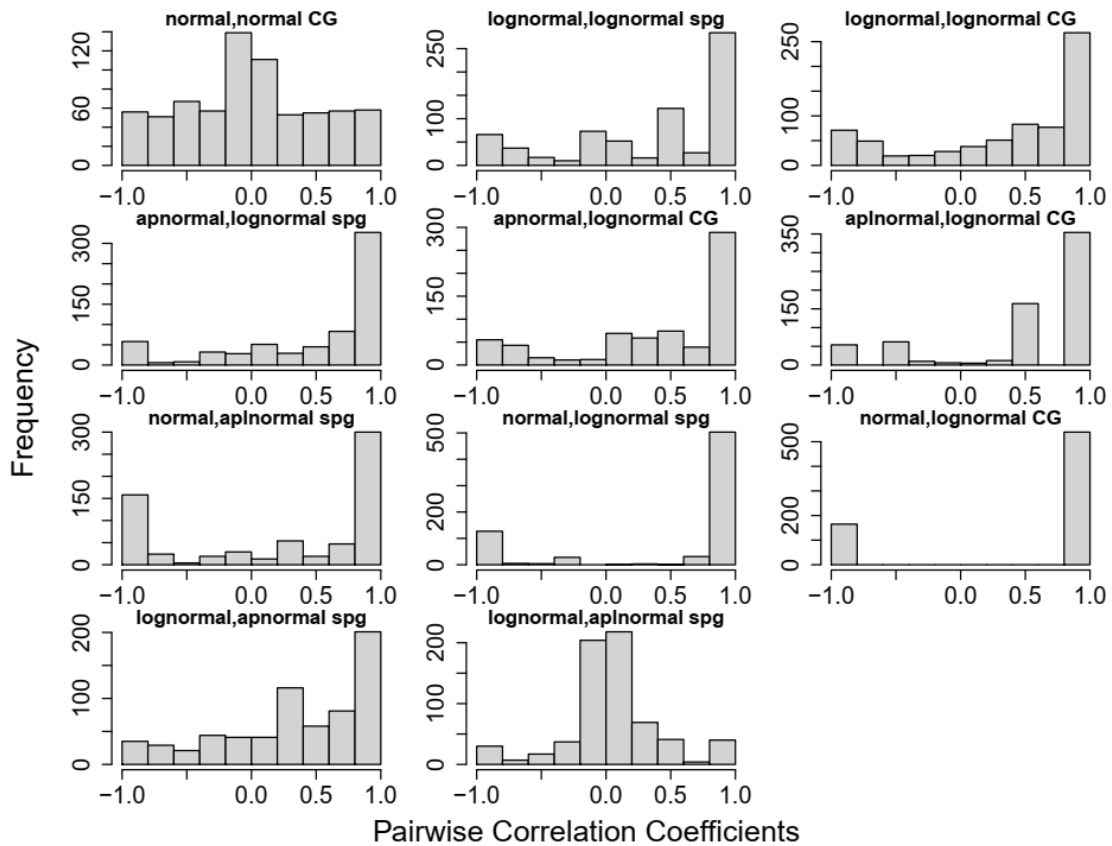 normal,normal CG
lognormal,lognormal spg
lognormal,lognormal CG
0 60 120
0 100 250
0 100 250
−1.0 0.0 0.5 1.0
−1.0 0.0 0.5 1.0
−1.0 0.0 0.5 1.0
apnormal,lognormal spg
apnormal,lognormal CG
aplnormal,lognormal CG
0 150 300
0 150 300
0 150 350
−1.0 0.0 0.5 1.0
−1.0 0.0 0.5 1.0
−1.0 0.0 0.5 1.0
Frequency
normal,aplnormal spg
normal,lognormal spg
normal,lognormal CG
0 150 300
0 200 500
0 200 500
−1.0 0.0 0.5 1.0
−1.0 0.0 0.5 1.0
−1.0 0.0 0.5 1.0
lognormal,apnormal spg
lognormal,aplnormal spg
0 100 200
0 100 200
−1.0 0.0 0.5 1.0
−1.0 0.0 0.5 1.0
Pairwise Correlation Coefficients